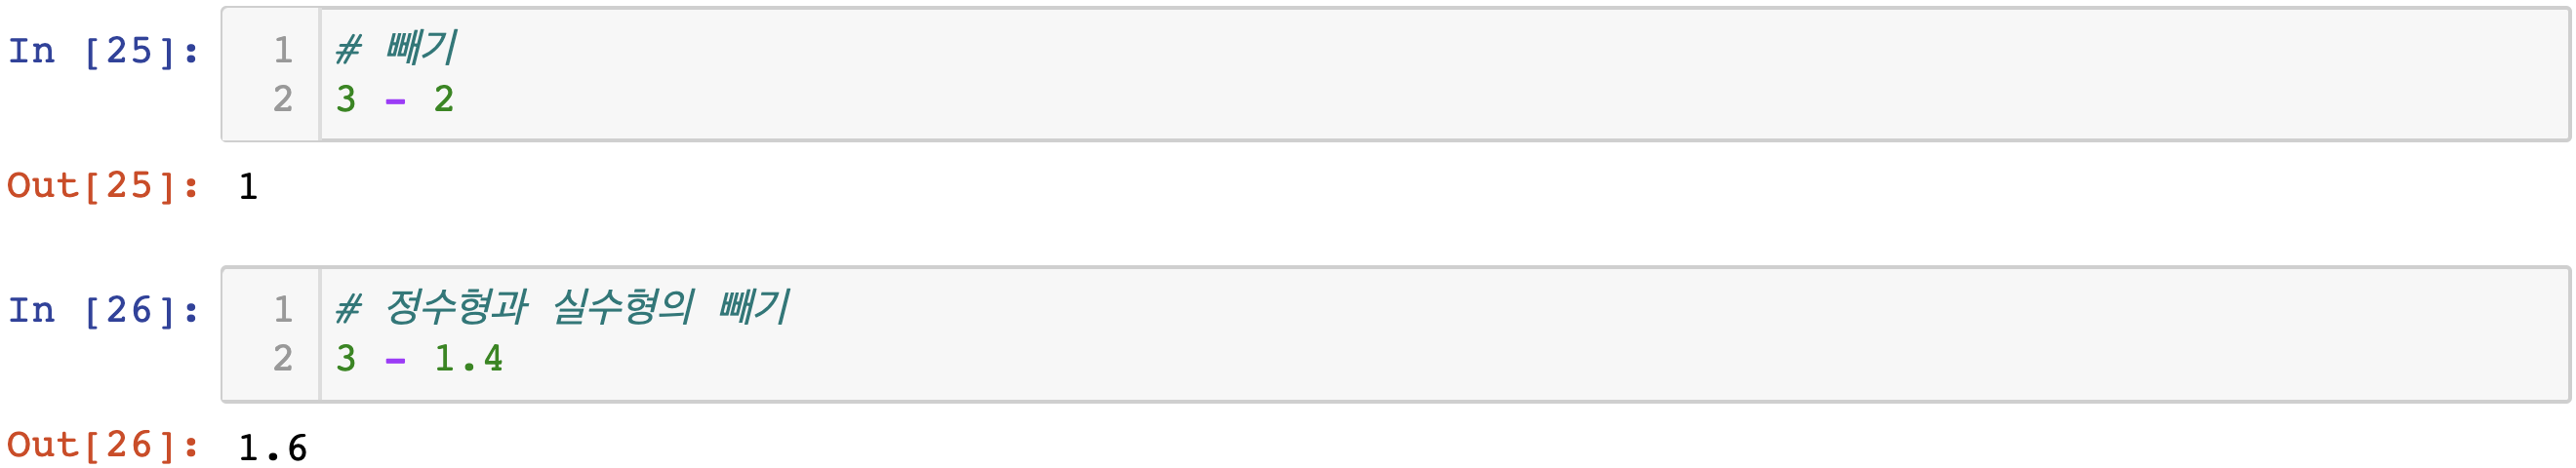 In [25]: 1 # 빼기
2 3 - 2
Out[25]: 1
In [26]: 1 # 정수형과 실수형의 빼기
2 3 - 1.4
Out[26]: 1.6